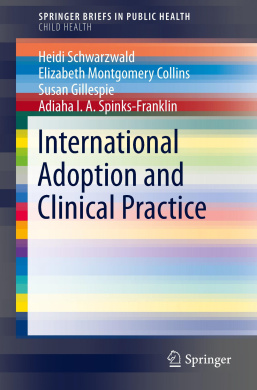 SPRINGER BRIEFS IN PUBLIC HEALTH
CHILD HEALTH
Heidi Schwarzwald
Elizabeth Montgomery Collins
Susan Gillespie
Adiaha I. A. Spinks-Franklin
International
Adoption and
Clinical Practice
Springer